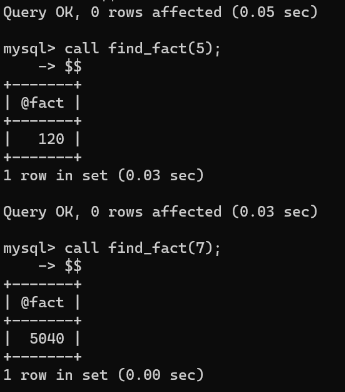 Query OK, 0 rows affected (0.05 sec)
mysql> call find_fact(5);
    -> $$
+-------+
| @fact |
+-------+
|   120 |
+-------+
1 row in set (0.03 sec)
Query OK, 0 rows affected (0.03 sec)
mysql> call find_fact(7);
    -> $$
+-------+
| @fact |
+-------+
|  5040 |
+-------+
1 row in set (0.00 sec)